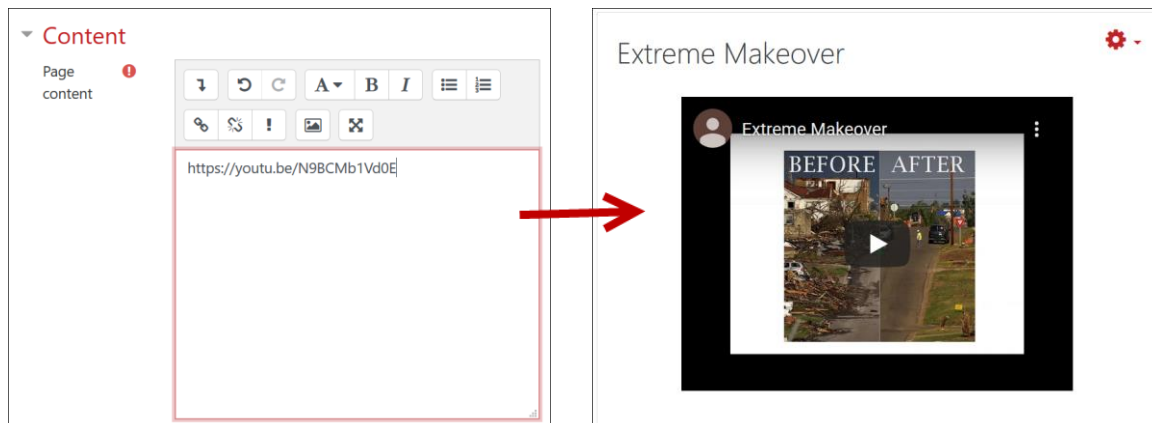 Content
Page
content
A B I
https://youtu.be/N9BCMb1Vd0E
Extreme Makeover
Extreme Makeover
BEFORE AFTER